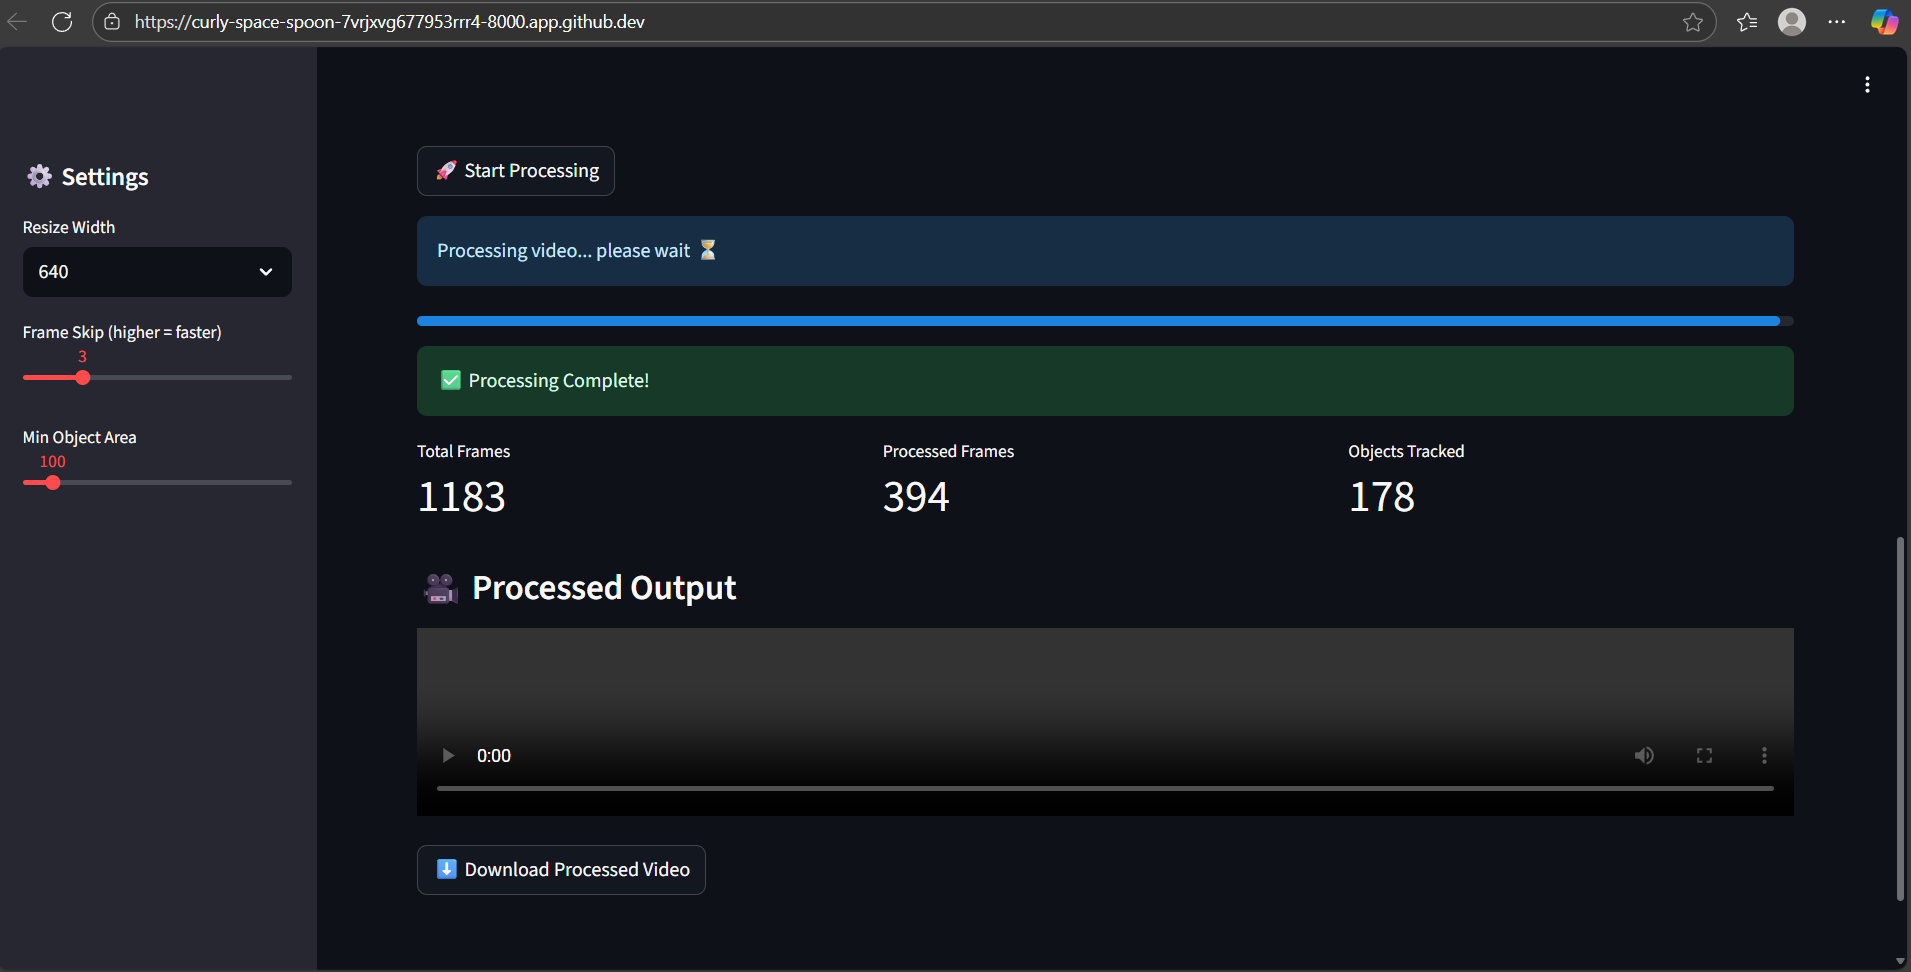 https://curly-space-spoon-7vrjxvg677953rrr4-8000.app.github.dev
⚙️ Settings
Resize Width
640
Frame Skip (higher = faster)
3
Min Object Area
100
🚀 Start Processing
Processing video... please wait ⏳
✅ Processing Complete!
Total Frames
1183
Processed Frames
394
Objects Tracked
178
🎥 Processed Output
0:00
⬇️ Download Processed Video